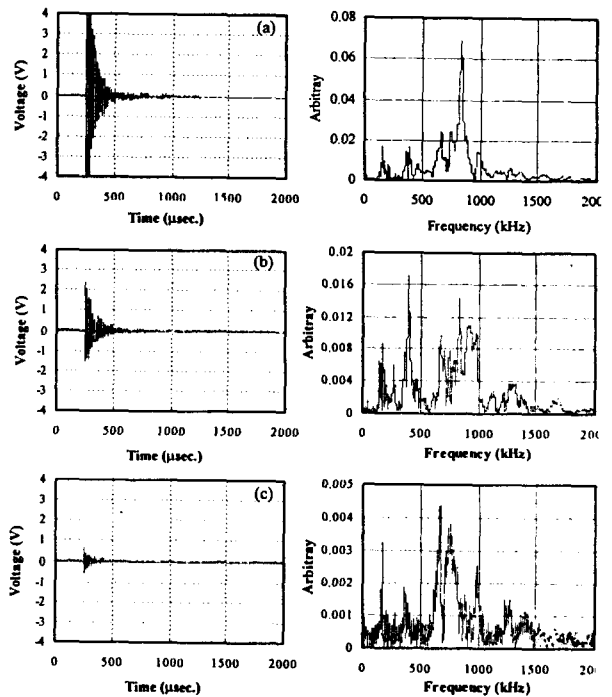 (a)
Voltage (V)
4
3
2
1
0
-1
-2
-3
-4
0 500 1000 1500 2000
Time (μsec.)
Arbitray
0.08
0.06
0.04
0.02
0
0 500 1000 1500 2000
Frequency (kHz)
(b)
Voltage (V)
4
3
2
1
0
-1
-2
-3
-4
0 500 1000 1500 2000
Time (μsec.)
Arbitray
0.02
0.016
0.012
0.008
0.004
0
0 500 1000 1500
Frequency (kHz)
(c)
Voltage (V)
4
3
2
1
0
-1
-2
-3
-4
0 500 1000 1500 2000
Time (μsec.)
Arbitray
0.005
0.004
0.003
0.002
0.001
0
0 500 1000 1500
Frequency (kHz)